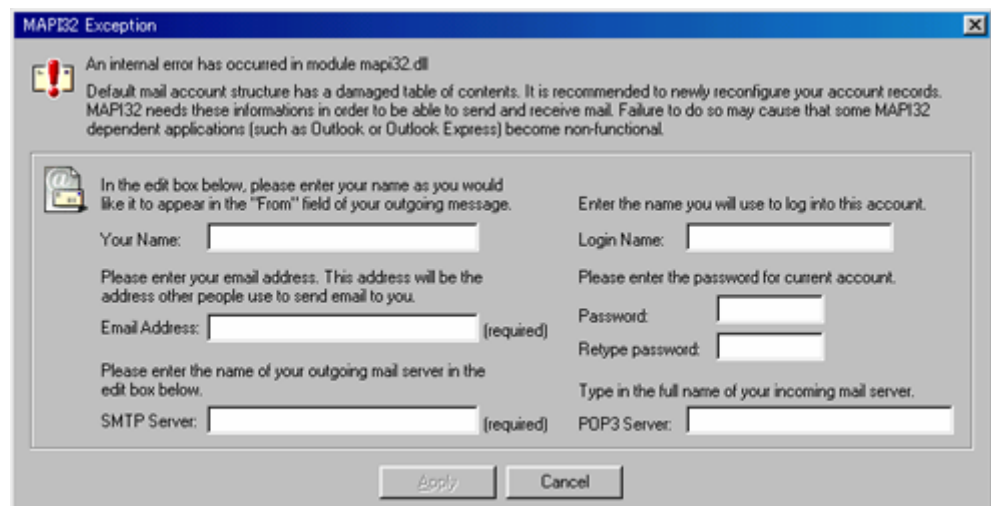 MAPI32 Exception
An internal error has occurred in module mapi32.dll
Default mail account structure has a damaged table of contents. It is recommended to newly reconfigure your account records.
MAPI32 needs these informations in order to be able to send and receive mail. Failure to do so may cause that some MAPI32
dependent applications (such as Outlook or Outlook Express) become non-functional.
In the edit box below, please enter your name as you would
like it to appear in the "From" field of your outgoing message.
Your Name:
Please enter your email address. This address will be the
address other people use to send email to you.
Email Address:
(required)
Please enter the name of your outgoing mail server in the
edit box below.
SMTP Server:
(required)
Enter the name you will use to log into this account.
Login Name:
Please enter the password for current account.
Password:
Retype password:
Type in the full name of your incoming mail server.
POP3 Server:
Apply
Cancel